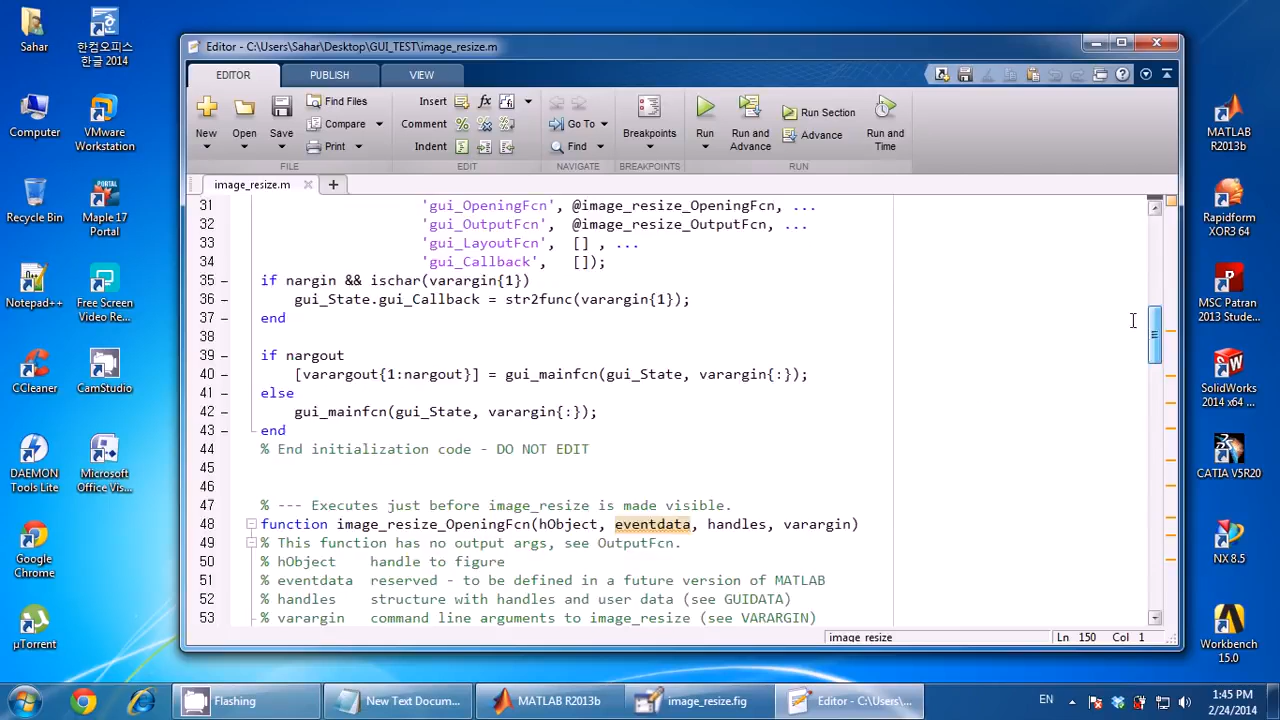 Sahar
한컴오피스
한글 2014
Computer
VMware
Workstation
Recycle Bin
PORTAL
Maple 17
Portal
Notepad++
Free Screen
Video Re...
CCleaner
CamStudio
DAEMON
Tools Lite
Microsoft
Office Vis...
Google
Chrome
µTorrent
Editor - C:\Users\Sahar\Desktop\GUI_TEST\image_resize.m
EDITOR
PUBLISH
VIEW
New
Open
Save
Find Files
Compare
Print
FILE
Insert
fx
Comment
Indent
EDIT
Go To
Find
NAVIGATE
Breakpoints
BREAKPOINTS
Run
Run and
Advance
Run Section
Advance
Run and
Time
RUN
image_resize.m
31 'gui_OpeningFcn', @image_resize_OpeningFcn, ...
32 'gui_OutputFcn', @image_resize_OutputFcn, ...
33 'gui_LayoutFcn', [] , ...
34 'gui_Callback', []);
35 – if nargin && ischar(varargin{1})
36 – gui_State.gui_Callback = str2func(varargin{1});
37 – end
38
39 – if nargout
40 – [varargout{1:nargout}] = gui_mainfcn(gui_State, varargin{:});
41 – else
42 – gui_mainfcn(gui_State, varargin{:});
43 – end
44 % End initialization code - DO NOT EDIT
45
46
47 % --- Executes just before image_resize is made visible.
48 function image_resize_OpeningFcn(hObject, eventdata, handles, varargin)
49 % This function has no output args, see OutputFcn.
50 % hObject handle to figure
51 % eventdata reserved - to be defined in a future version of MATLAB
52 % handles structure with handles and user data (see GUIDATA)
53 % varargin command line arguments to image_resize (see VARARGIN)
image_resize
Ln 150 Col 1
MATLAB
R2013b
Rapidform
XOR3 64
MSC Patran
2013 Stude...
SolidWorks
2014 x64 ...
CATIA V5R20
NX 8.5
Workbench
15.0
Flashing
New Text Docum...
MATLAB R2013b
image_resize.fig
Editor - C:\Users\...
EN
1:45 PM
2/24/2014